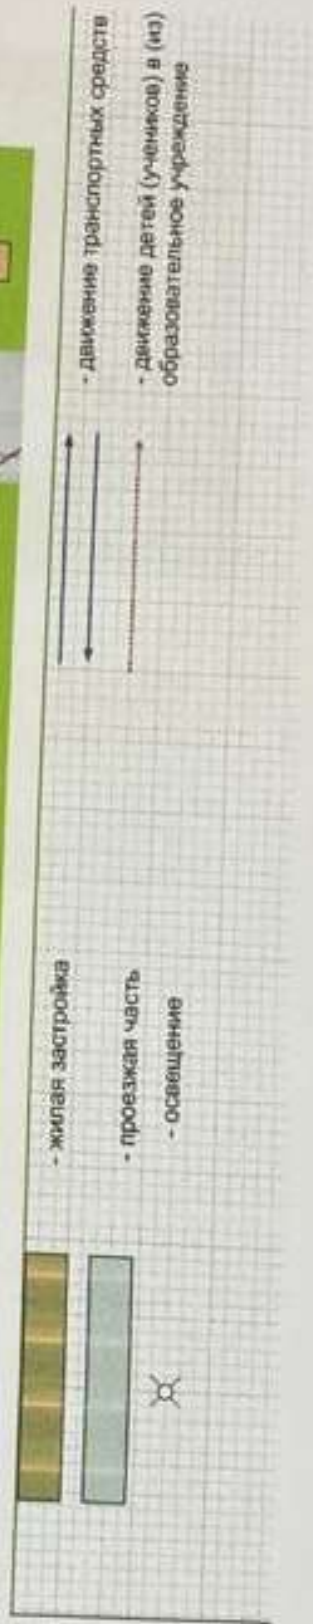 - жилая застройка
- проезжая часть
- освещение
- движение транспортных средств
- движение детей (учеников) в (из)
образовательное учреждение